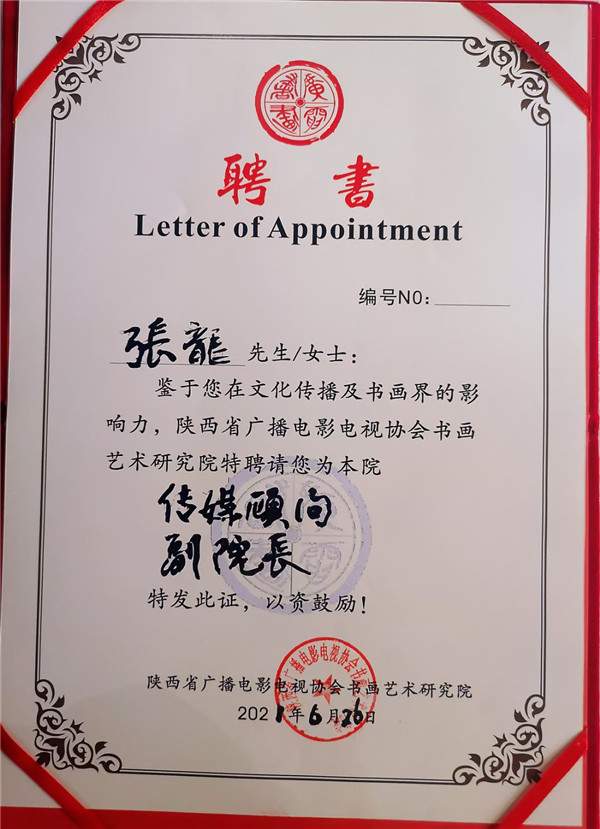 聘 书
Letter of Appointment
编号N0：
張龍 先生/女士：
鉴于您在文化传播及书画界的影
响力，陕西省广播电影电视协会书画
艺术研究院特聘请您为本院
传媒顧问
副院長
特发此证，以资鼓励！
陕西省广播电影电视协会书画艺术研究院
2021年6月26日